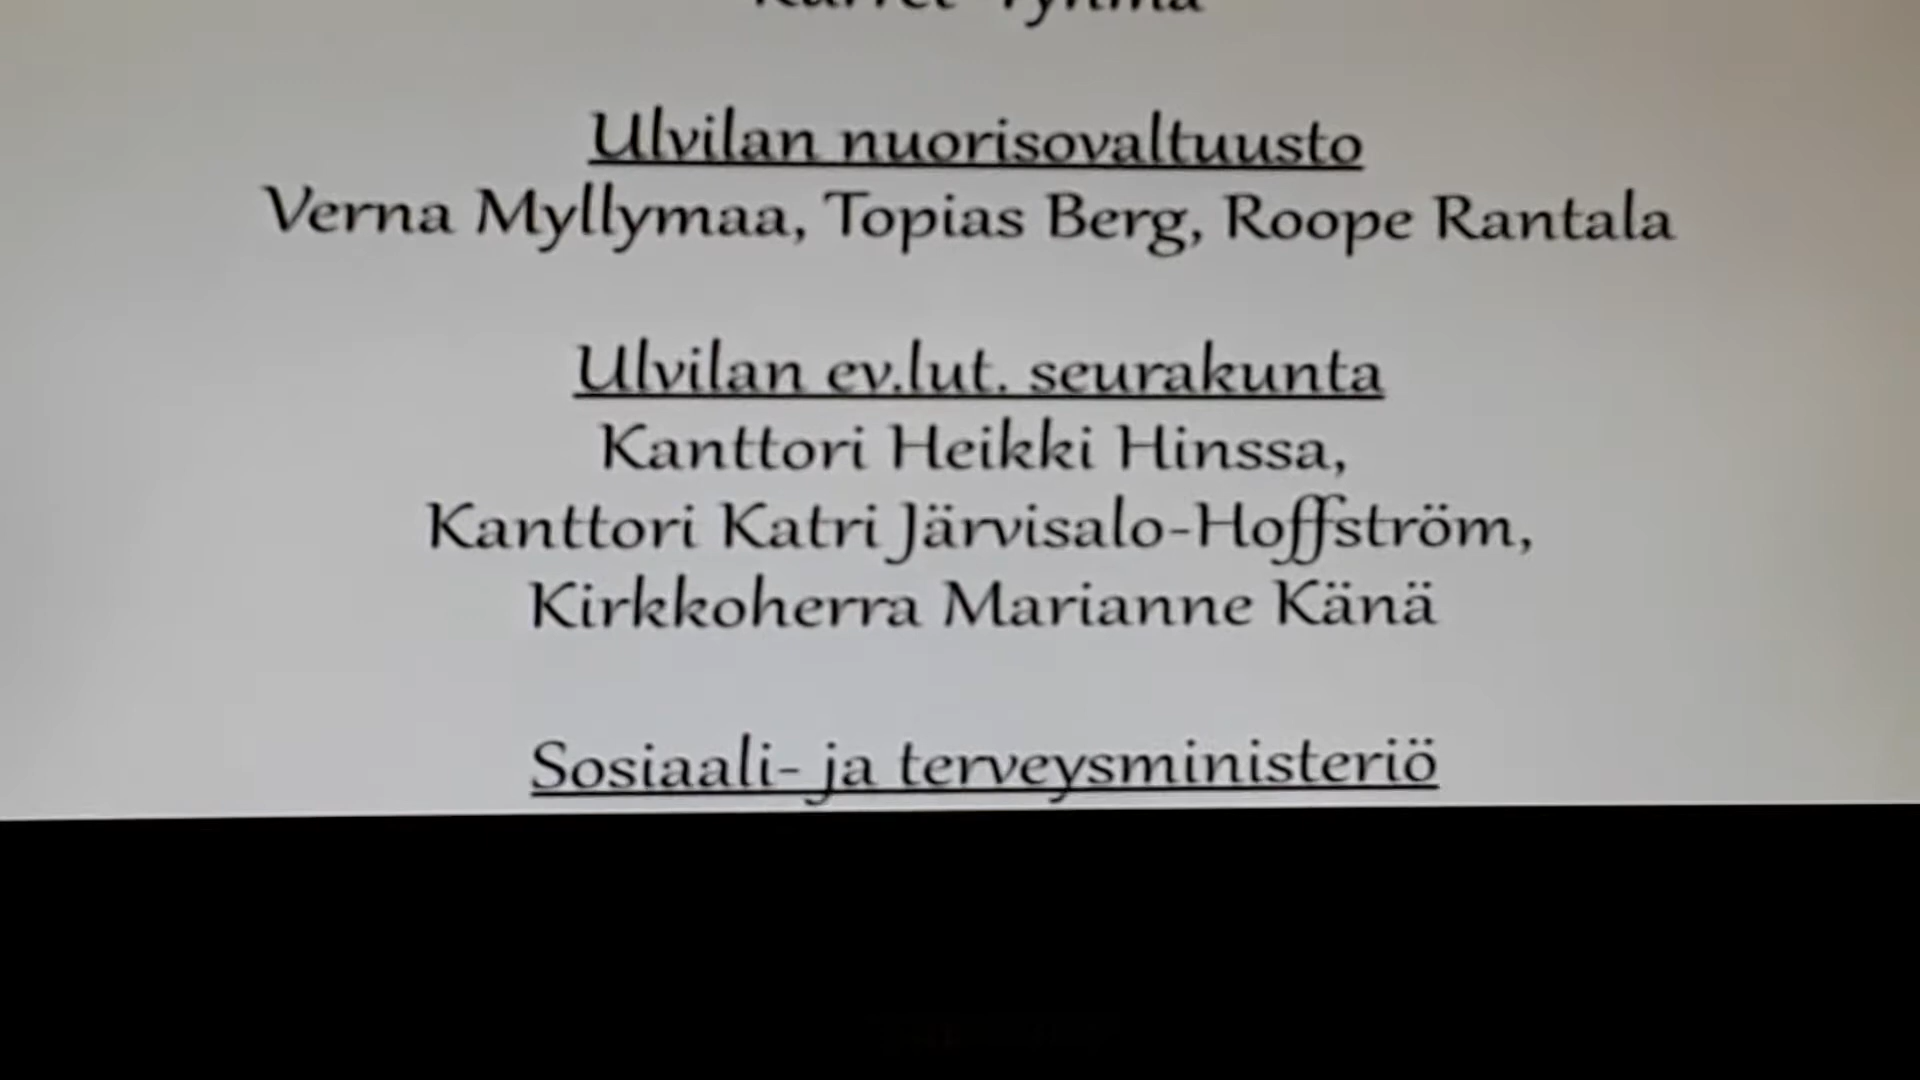 Ulvilan nuorisovaltuusto
Verna Myllymaa, Topias Berg, Roope Rantala
Ulvilan ev.lut. seurakunta
Kanttori Heikki Hinssa,
Kanttori Katri Järvisalo-Hoffström,
Kirkkoherra Marianne Känä
Sosiaali- ja terveysministeriö